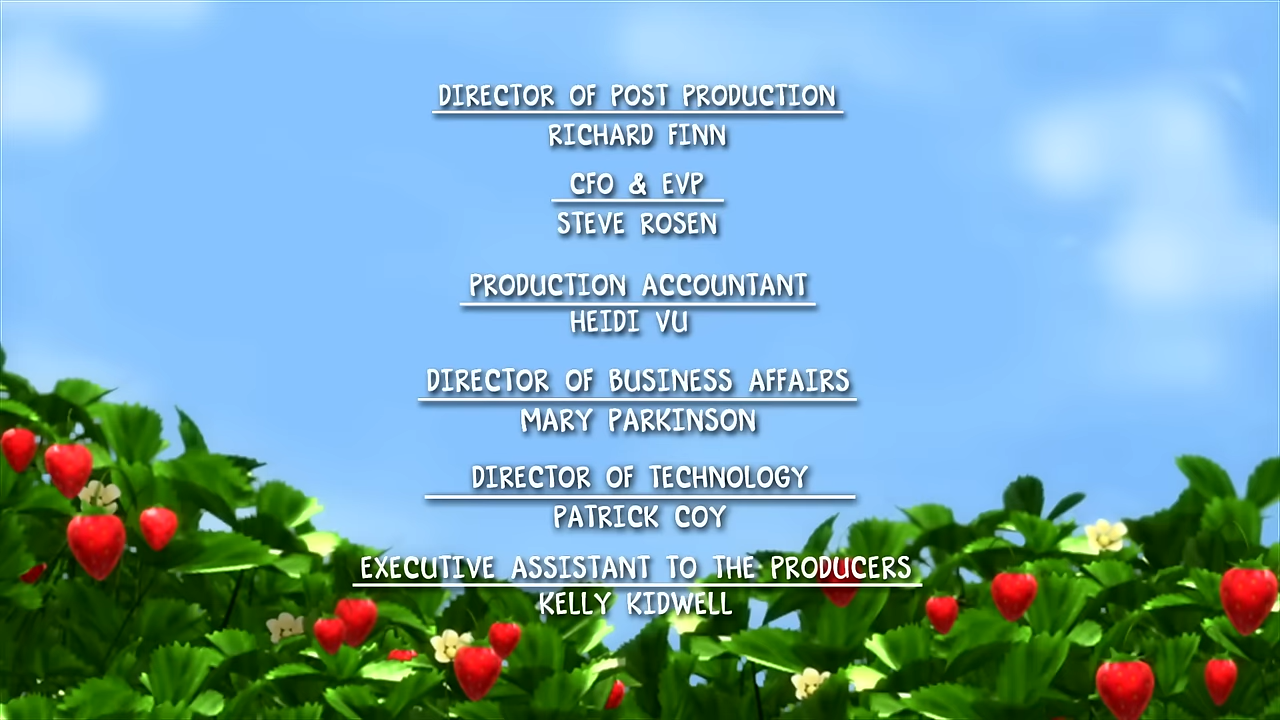 DIRECTOR OF POST PRODUCTION
RICHARD FINN
CFO & EVP
STEVE ROSEN
PRODUCTION ACCOUNTANT
HEIDI VU
DIRECTOR OF BUSINESS AFFAIRS
MARY PARKINSON
DIRECTOR OF TECHNOLOGY
PATRICK COY
EXECUTIVE ASSISTANT TO THE PRODUCERS
KELLY KIDWELL